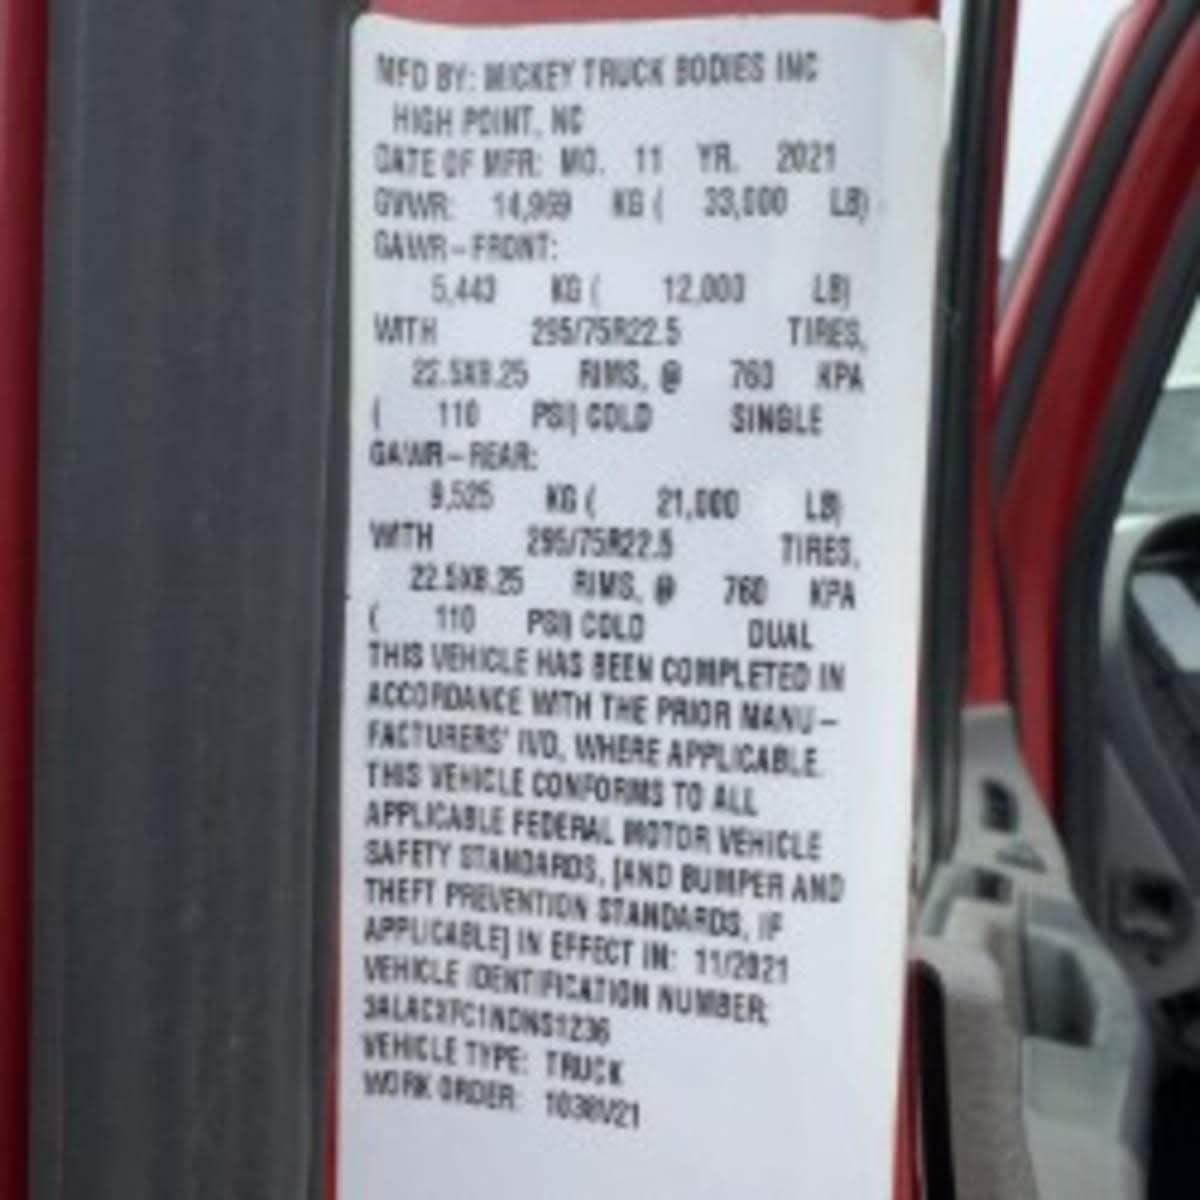 MFD BY: MICKEY TRUCK BODIES INC
HIGH POINT, NC
DATE OF MFR: MO. 11 YR. 2021
GVWR: 14,969 KG ( 33,000 LB)
GAWR-FRONT:
5,443 KG ( 12,000 LB)
WITH 295/75R22.5 TIRES,
22.5X8.25 RIMS, @ 760 KPA
( 110 PSI) COLD SINGLE
GAWR-REAR:
9,525 KG ( 21,000 LB)
WITH 295/75R22.5 TIRES,
22.5X8.25 RIMS, @ 760 KPA
( 110 PSI) COLD DUAL
THIS VEHICLE HAS BEEN COMPLETED IN
ACCORDANCE WITH THE PRIOR MANU-
FACTURERS' IVD, WHERE APPLICABLE.
THIS VEHICLE CONFORMS TO ALL
APPLICABLE FEDERAL MOTOR VEHICLE
SAFETY STANDARDS, [AND BUMPER AND
THEFT PREVENTION STANDARDS, IF
APPLICABLE] IN EFFECT IN: 11/2021
VEHICLE IDENTIFICATION NUMBER:
VEHICLE TYPE: TRUCK
WORK ORDER: